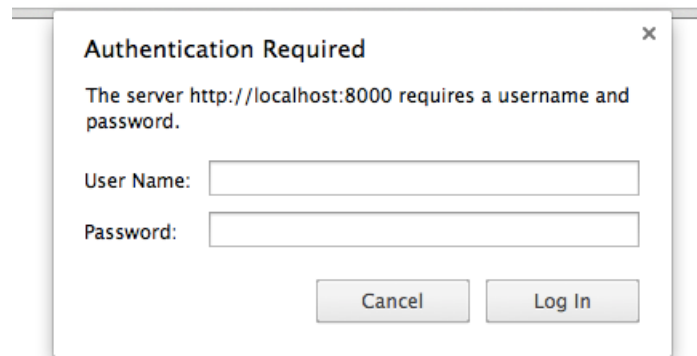 Authentication Required
The server http://localhost:8000 requires a username and
password.
User Name:
Password:
Cancel
Log In